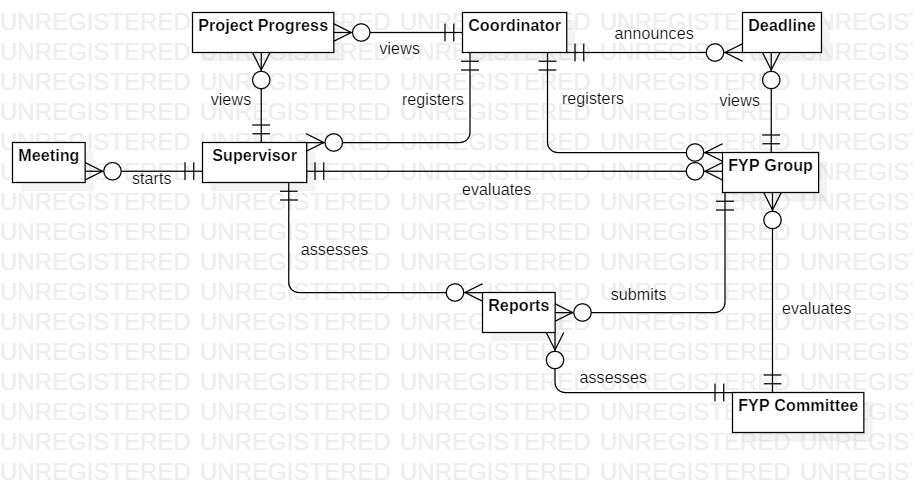 Project Progress
Coordinator
Deadline
views
announces
views
registers
registers
views
Meeting
Supervisor
FYP Group
starts
evaluates
assesses
Reports
submits
evaluates
assesses
FYP Committee
UNREGISTERED UNREGISTERED UNREGISTERED UNREGISTERED UNREGISTERED